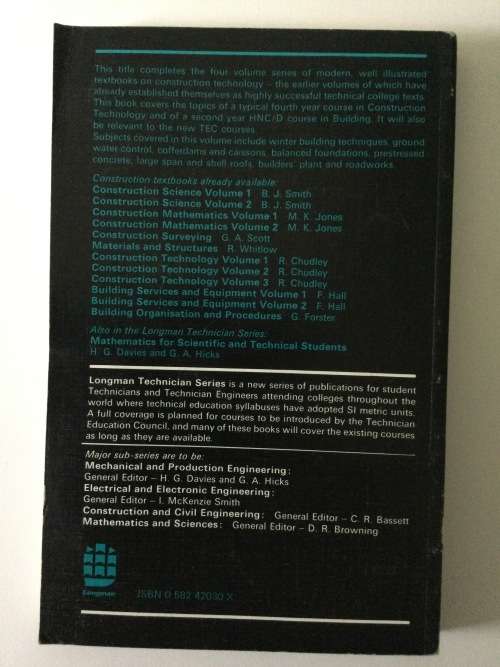 This title completes the four volume series of modern, well illustrated
textbooks on construction technology – the earlier volumes of which have
already established themselves as highly successful technical college texts.
This book covers the topics of a typical fourth year course in Construction
Technology and of a second year HNC/D course in Building. It will also
be relevant to the new TEC courses.
Subjects covered in this volume include winter building techniques, ground
water control, cofferdams and caissons, balanced foundations, prestressed
concrete, large span and shell roofs, builders' plant and roadworks.
Construction textbooks already available:
Construction Science Volume 1 B. J. Smith
Construction Science Volume 2 B. J. Smith
Construction Mathematics Volume 1 M. K. Jones
Construction Mathematics Volume 2 M. K. Jones
Construction Surveying G. A. Scott
Materials and Structures R. Whitlow
Construction Technology Volume 1 R. Chudley
Construction Technology Volume 2 R. Chudley
Construction Technology Volume 3 R. Chudley
Building Services and Equipment Volume 1 F. Hall
Building Services and Equipment Volume 2 F. Hall
Building Organisation and Procedures G. Forster
Also in the Longman Technician Series:
Mathematics for Scientific and Technical Students
H. G. Davies and G. A. Hicks
Longman Technician Series is a new series of publications for student
Technicians and Technician Engineers attending colleges throughout the
world where technical education syllabuses have adopted SI metric units.
A full coverage is planned for courses to be introduced by the Technician
Education Council, and many of these books will cover the existing courses
as long as they are available.
Major sub-series are to be:
Mechanical and Production Engineering:
General Editor – H. G. Davies and G. A. Hicks
Electrical and Electronic Engineering:
General Editor – I. McKenzie Smith
Construction and Civil Engineering: General Editor – C. R. Bassett
Mathematics and Sciences: General Editor – D. R. Browning
Longman
ISBN 0 582 42030 X